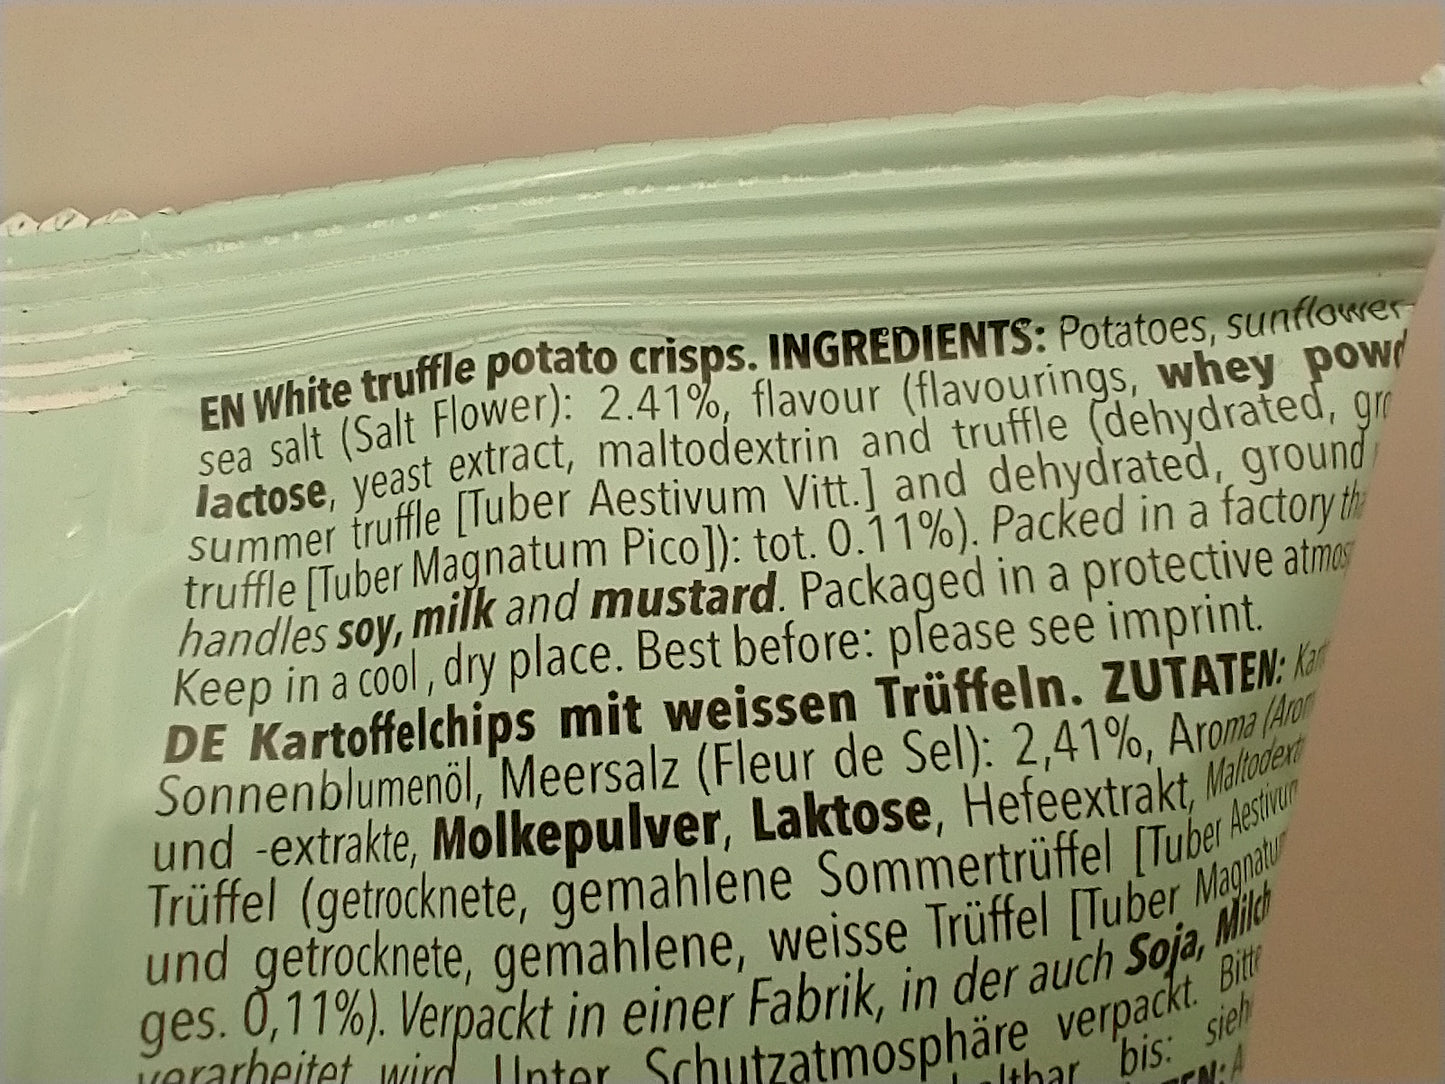 EN White truffle potato crisps. INGREDIENTS: Potatoes, sunflower
sea salt (Salt Flower): 2.41%, flavour (flavourings, whey
lactose, yeast extract, maltodextrin and truffle (dehydrated,
summer truffle [Tuber Aestivum Vitt.] and dehydrated, ground
truffle [Tuber Magnatum Pico]): tot. 0.11%). Packed in a factory
handles soy, milk and mustard. Packaged in a protective
Keep in a cool, dry place. Best before: please see imprint.
DE Kartoffelchips mit weissen Trüffeln. ZUTATEN:
Sonnenblumenöl, Meersalz (Fleur de Sel): 2,41%, Aroma
und -extrakte, Molkepulver, Laktose, Hefeextrakt,
Trüffel (getrocknete, gemahlene Sommertrüffel [Tuber
und getrocknete, gemahlene, weisse Trüffel [Tuber
ges. 0,11%). Verpackt in einer Fabrik, in der auch Soja, Milch
verarbeitet wird. Unter Schutzatmosphäre verpackt.
bis: